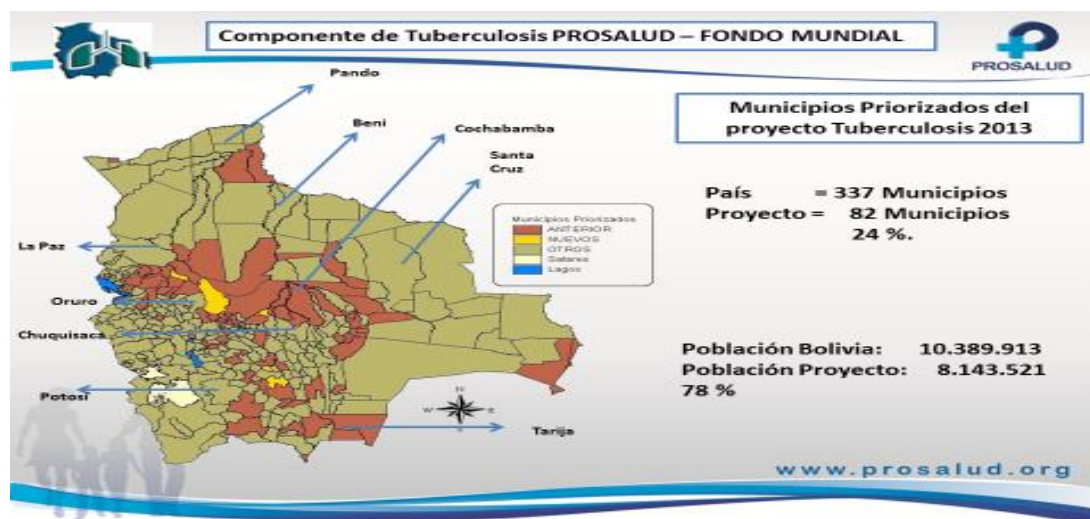 Componente de Tuberculosis PROSALUD – FONDO MUNDIAL
PROSALUD
Pando
Beni
Cochabamba
Santa
Cruz
La Paz
Oruro
Chuquisaca
Potosí
Tarija
Municipios Priorizados
ANTERIOR
NUEVOS
OTROS
Salares
Lagos
N
W
E
S
Municipios Priorizados del
proyecto Tuberculosis 2013
País = 337 Municipios
Proyecto = 82 Municipios
24 %.
Población Bolivia: 10.389.913
Población Proyecto: 8.143.521
78 %
www.prosalud.org